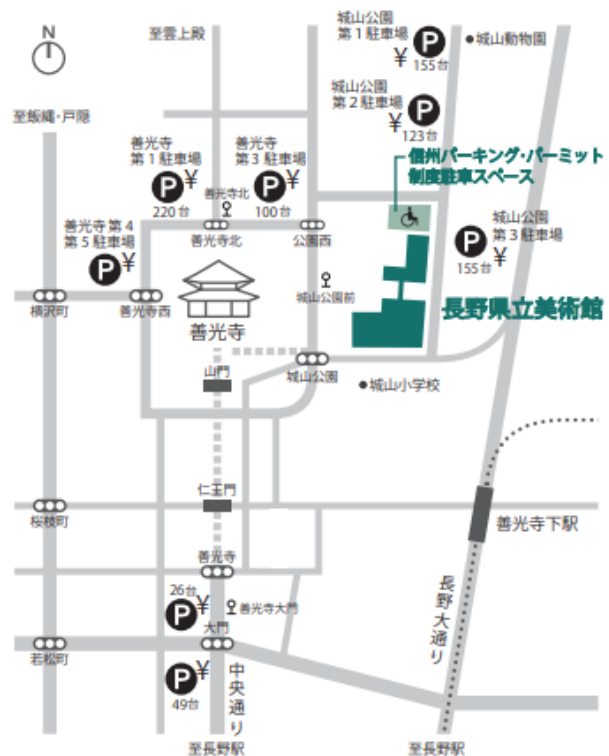 N
至雲上殿
城山公園
第1駐車場
P
¥
155台
城山動物園
城山公園
第2駐車場
P
¥
123台
至飯縄・戸隠
善光寺
第1駐車場
P
¥
220台
善光寺
第3駐車場
P
¥
100台
信州パーキング・パーミット
制度駐車スペース
善光寺北
善光寺北
公園西
善光寺第4
第5駐車場
P
¥
城山公園
第3駐車場
P
¥
155台
横沢町
善光寺西
善光寺
城山公園前
長野県立美術館
山門
城山公園
城山小学校
仁王門
桜枝町
善光寺下駅
善光寺
26台
P
¥
善光寺大門
大門
若松町
P
¥
49台
中央通り
長野大通り
至長野駅
至長野駅